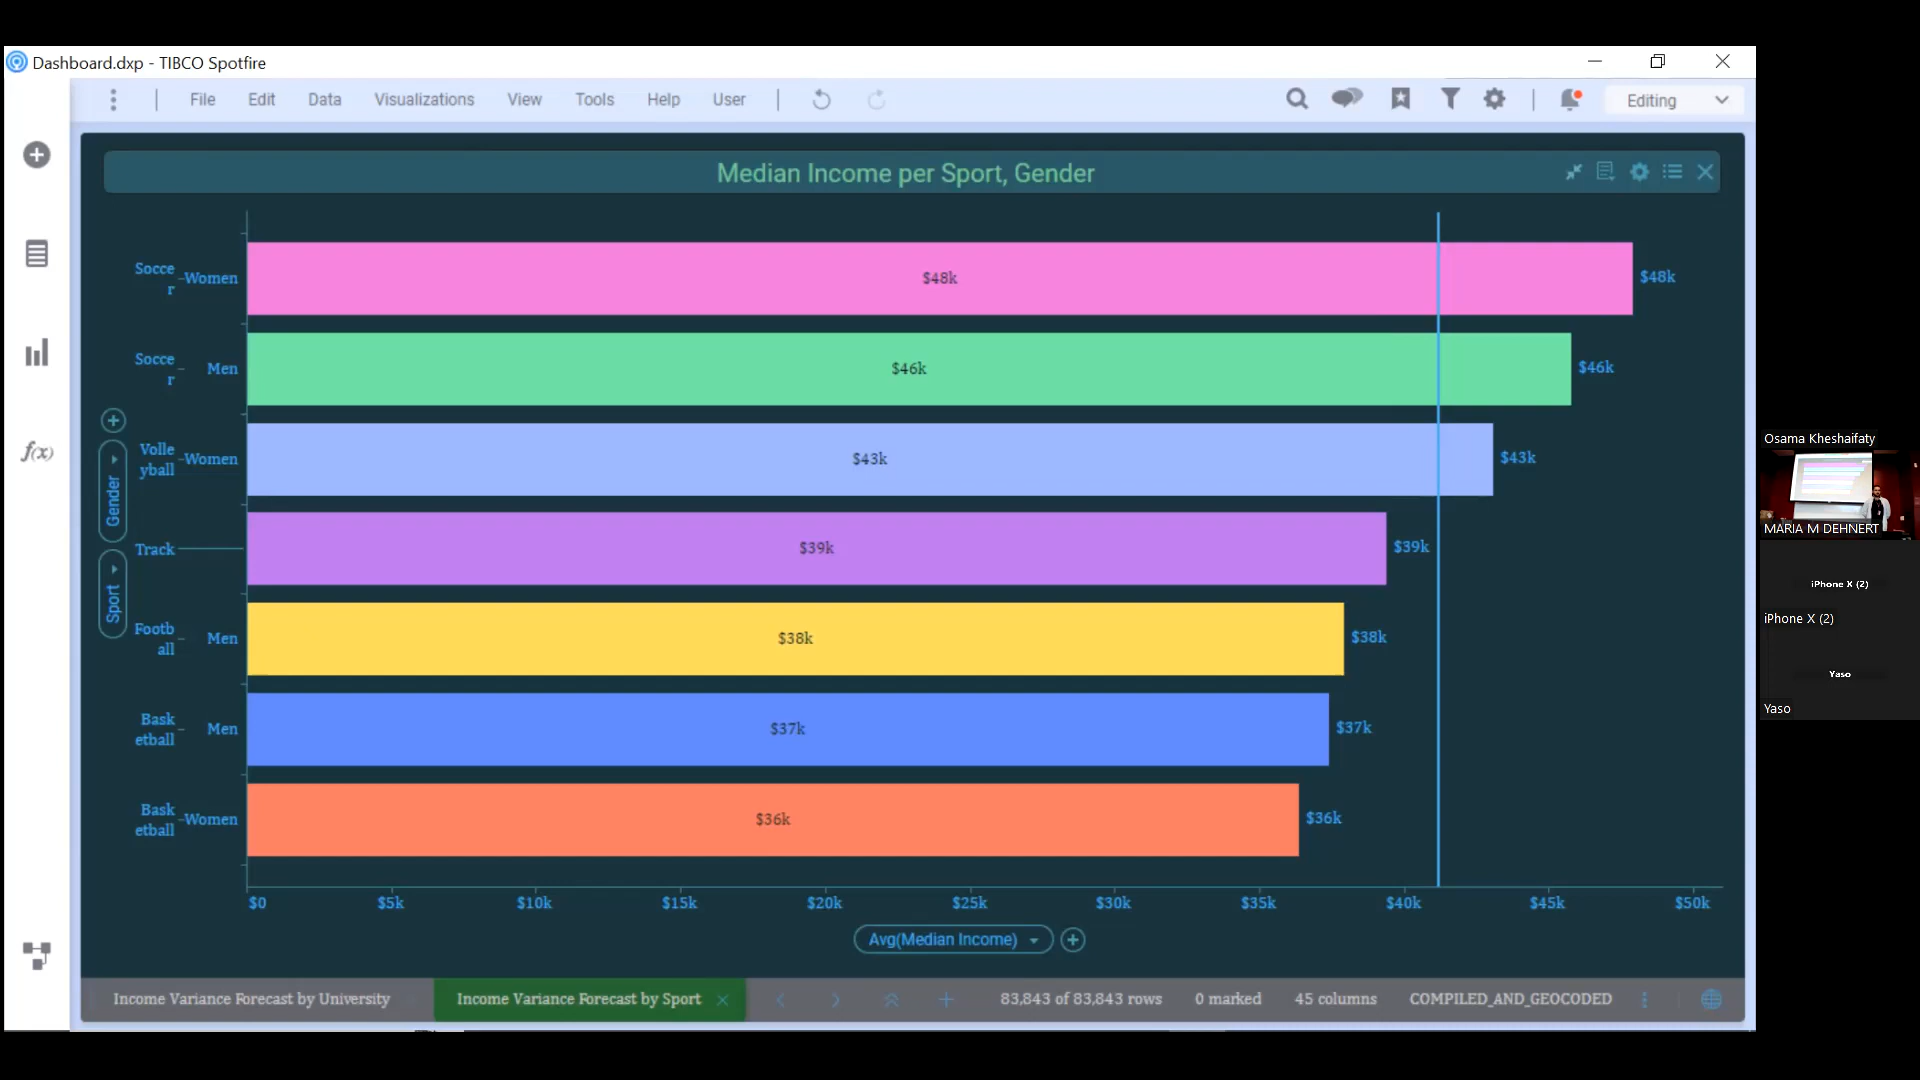 Dashboard.dxp - TIBCO Spotfire
File Edit Data Visualizations View Tools Help User
Editing
Median Income per Sport, Gender
Socce
r
Women
$48k
$48k
Socce
r
Men
$46k
$46k
Volle
yball
Women
$43k
$43k
Track
$39k
$39k
Footb
all
Men
$38k
$38k
Bask
etball
Men
$37k
$37k
Bask
etball
Women
$36k
$36k
Gender
Sport
f(x)
$0 $5k $10k $15k $20k $25k $30k $35k $40k $45k $50k
Avg(Median Income)
Income Variance Forecast by University
Income Variance Forecast by Sport
83,843 of 83,843 rows
0 marked
45 columns
COMPILED_AND_GEOCODED
Osama Kheshaifaty
MARIA M DEHNERT
iPhone X (2)
iPhone X (2)
Yaso
Yaso